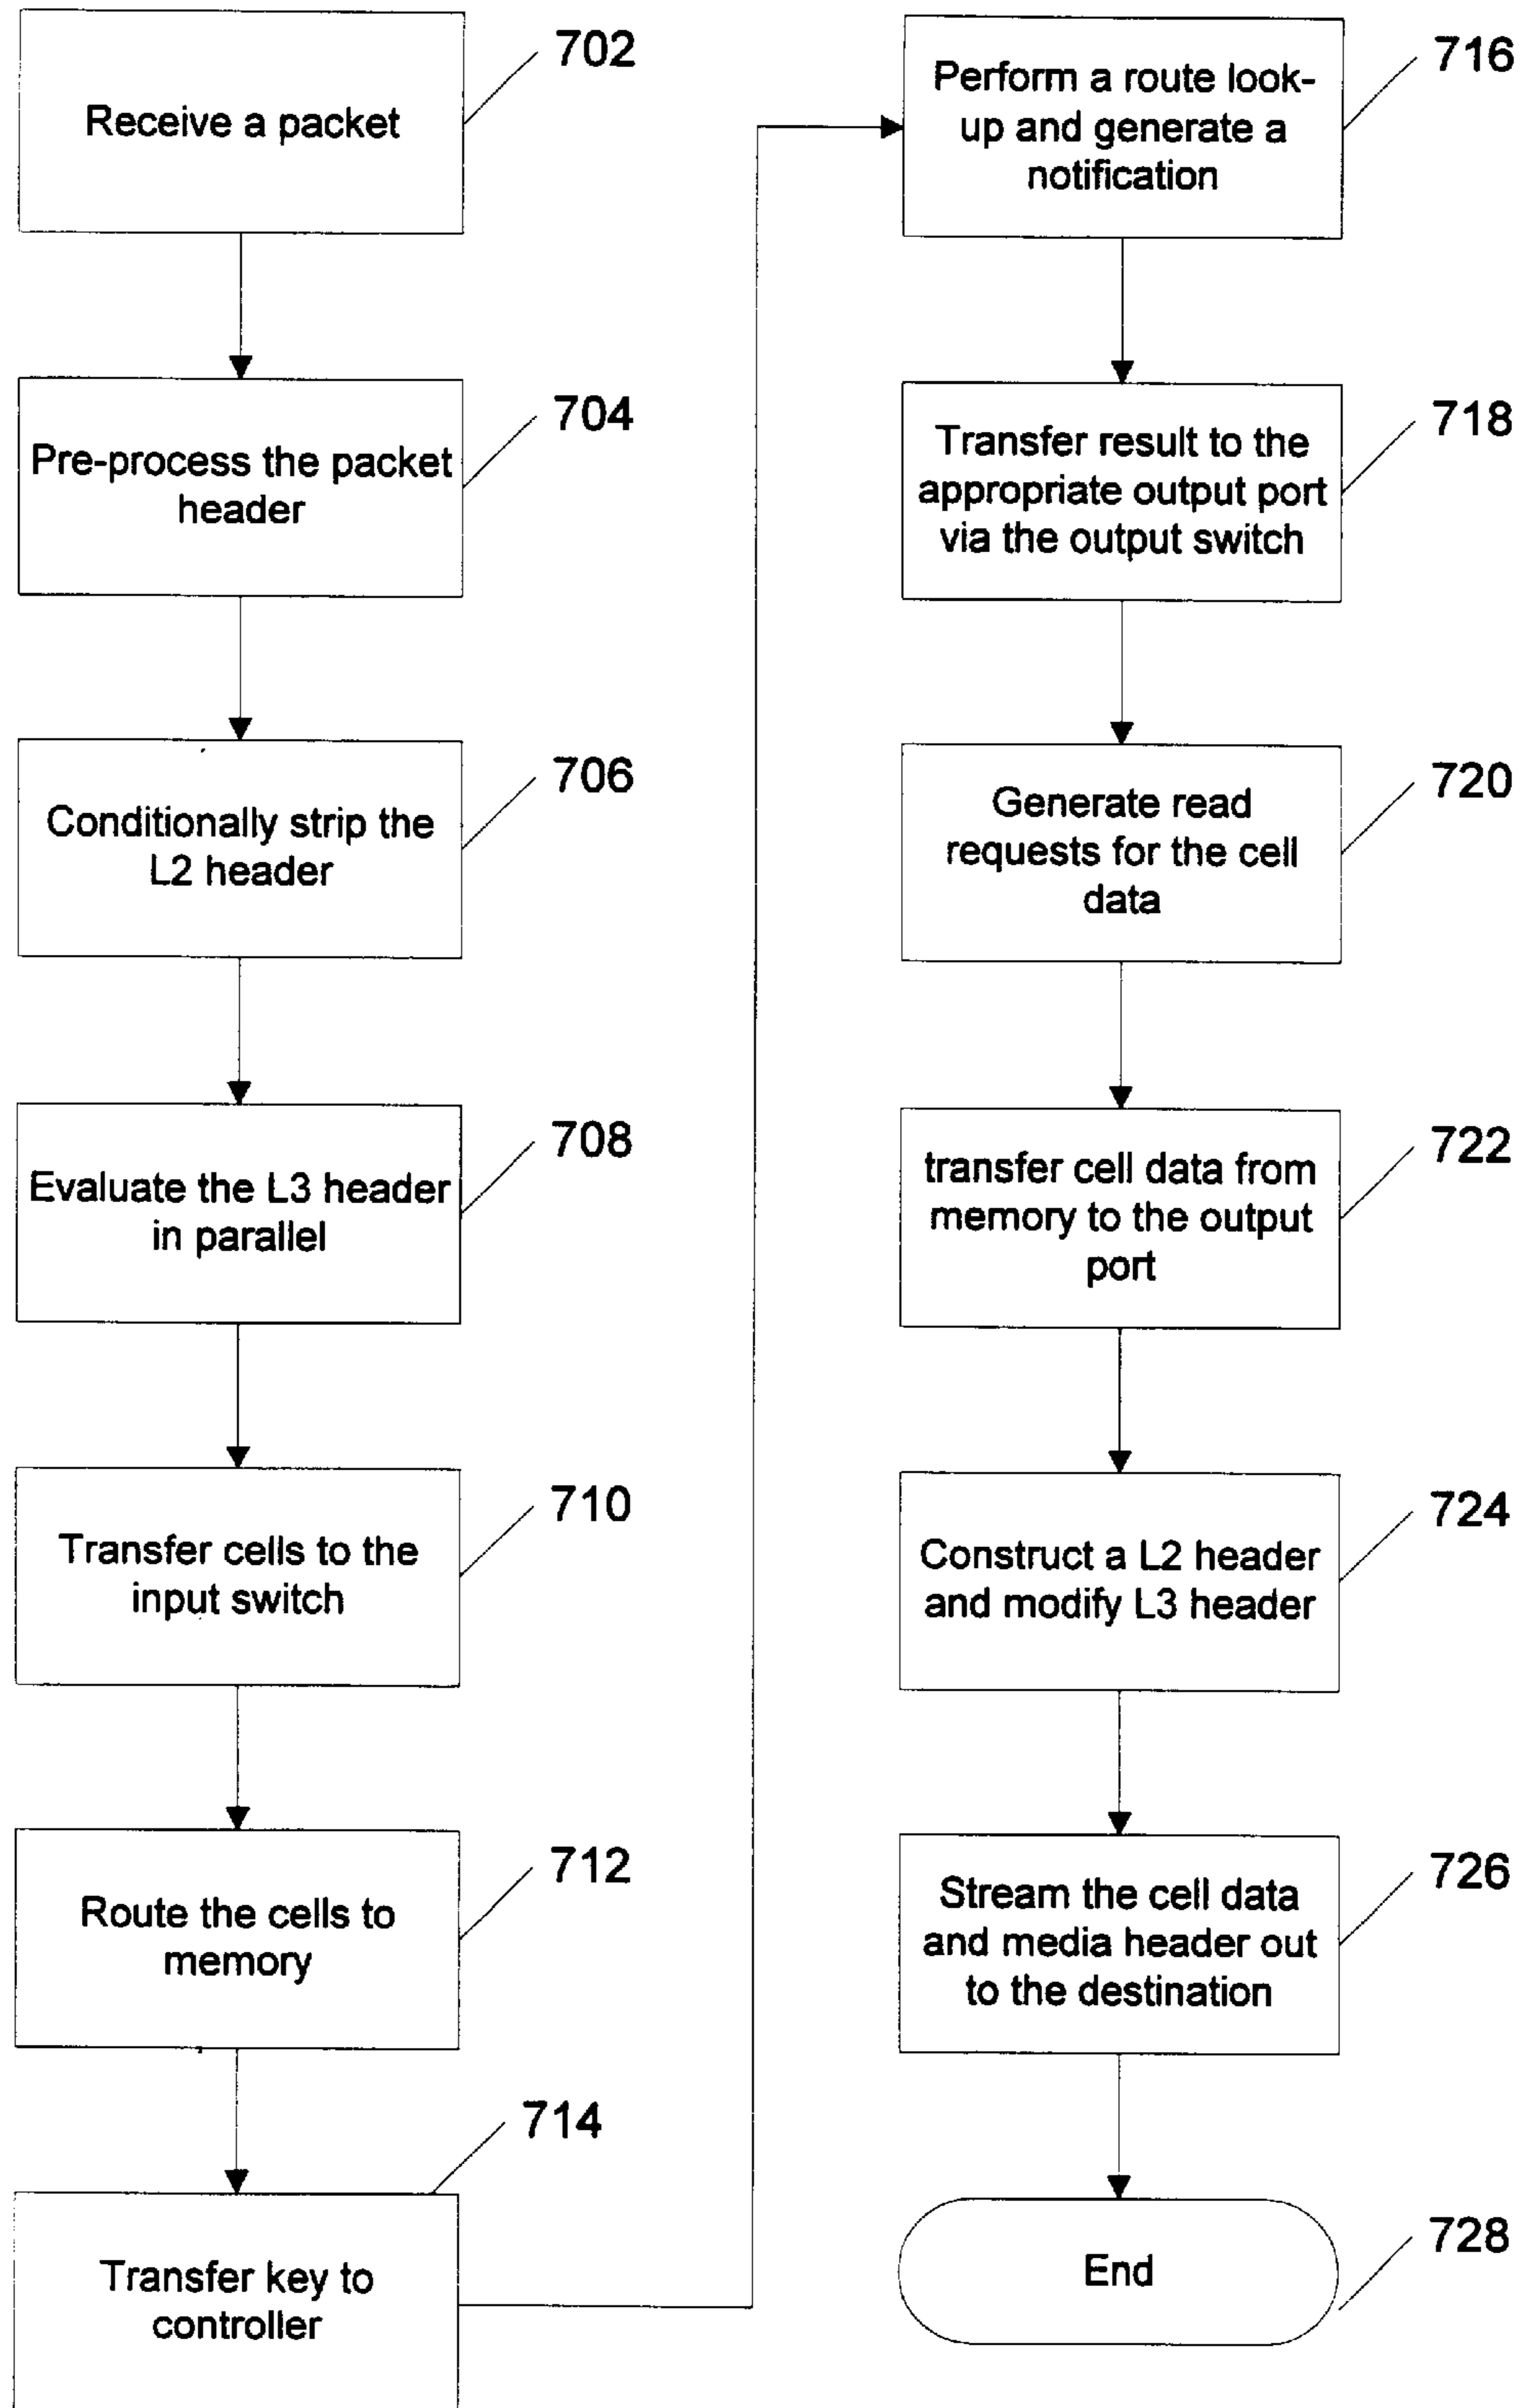 Receive a packet
702
Pre-process the packet
header
704
Conditionally strip the
L2 header
706
Evaluate the L3 header
in parallel
708
Transfer cells to the
input switch
710
Route the cells to
memory
712
Transfer key to
controller
714
Perform a route look-
up and generate a
notification
716
Transfer result to the
appropriate output port
via the output switch
718
Generate read
requests for the cell
data
720
transfer cell data from
memory to the output
port
722
Construct a L2 header
and modify L3 header
724
Stream the cell data
and media header out
to the destination
726
End
728